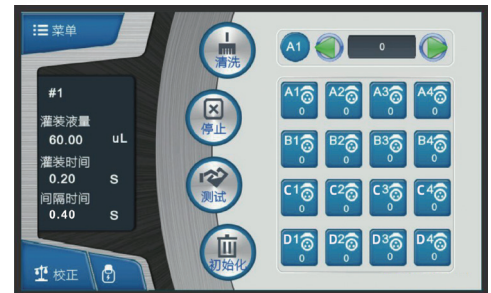 菜单
#1
灌装液量
60.00 uL
灌装时间
0.20 S
间隔时间
0.40 S
校正
清洗
停止
测试
初始化
A1 0
A1 A2 A3 A4
0 0 0 0
B1 B2 B3 B4
0 0 0 0
C1 C2 C3 C4
0 0 0 0
D1 D2 D3 D4
0 0 0 0